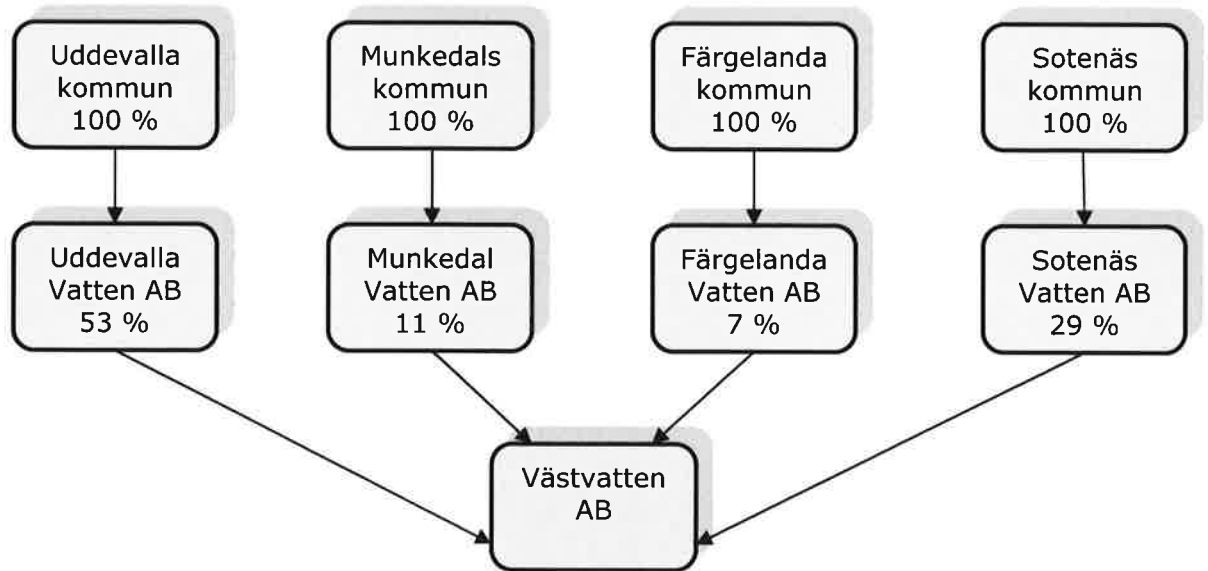 Uddevalla
kommun
100 %
Munkedals
kommun
100 %
Färgelanda
kommun
100 %
Sotenäs
kommun
100 %
Uddevalla
Vatten AB
53 %
Munkedal
Vatten AB
11 %
Färgelanda
Vatten AB
7 %
Sotenäs
Vatten AB
29 %
Västvatten
AB